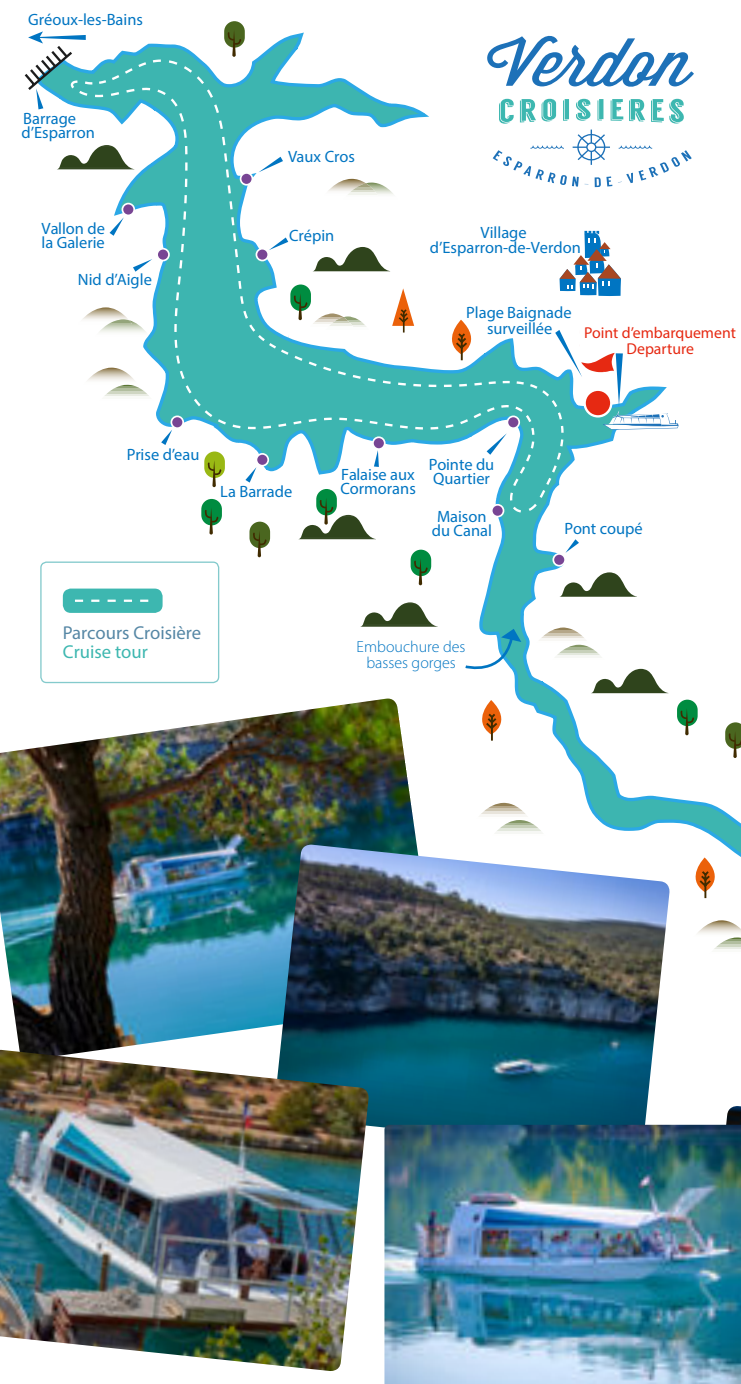 Gréoux-les-Bains
Verdon
CROISIERES
ESPARRON-DE-VERDON
Barrage
d'Esparron
Vaux Cros
Vallon de
la Galerie
Crépin
Village
d'Esparron-de-Verdon
Nid d'Aigle
Plage Baignade
surveillée
Point d'embarquement
Departure
Prise d'eau
La Barrade
Falaise aux
Cormorans
Pointe du
Quartier
Maison
du Canal
Pont coupé
Parcours Croisière
Cruise tour
Embouchure des
basses gorges